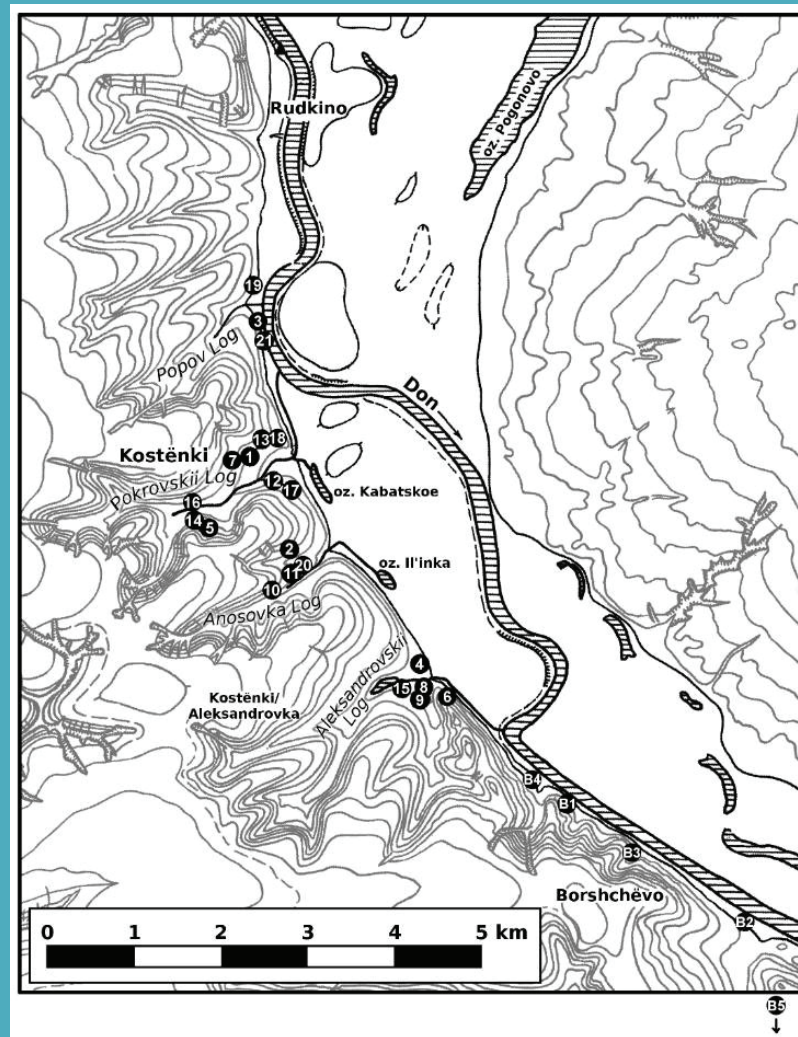 Rudkino
oz. Pogonovo
19
3
21
Popov Log
Don
13
18
7
1
Kostënki
Pokrovskii Log
12
17
oz. Kabatskoe
16
14
5
2
20
11
10
oz. Il'inka
Anosovka Log
4
Aleksandrovskii
Log
15
8
9
6
Kostënki/
Aleksandrovka
B4
B1
B3
Borshchëvo
B2
0 1 2 3 4 5 km
B5